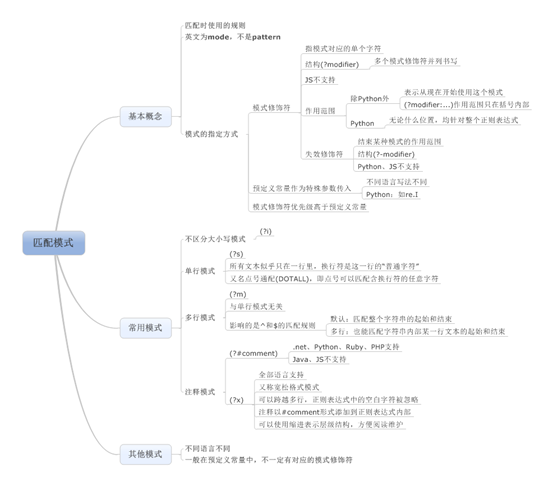 匹配模式
基本概念
匹配时使用的规则
英文为mode，不是pattern
模式的指定方式
模式修饰符
指模式对应的单个字符
结构(?modifier)
多个模式修饰符并列书写
JS不支持
作用范围
除Python外
表示从现在开始使用这个模式
(?modifier:...)作用范围只在括号内部
Python
无论什么位置，均针对整个正则表达式
失效修饰符
结束某种模式的作用范围
结构(?-modifier)
Python、JS不支持
预定义常量作为特殊参数传入
不同语言写法不同
Python：如re.I
模式修饰符优先级高于预定义常量
常用模式
不区分大小写模式
(?i)
单行模式
(?s)
所有文本似乎只在一行里，换行符是这一行的“普通字符”
又名点号通配(DOTALL)，即点号可以匹配含换行符的任意字符
多行模式
(?m)
与单行模式无关
影响的是^和$的匹配规则
默认：匹配整个字符串的起始和结束
多行：也能匹配字符串内部某一行文本的起始和结束
注释模式
(?#comment)
.net、Python、Ruby、PHP支持
Java、JS不支持
(?x)
全部语言支持
又称宽松格式模式
可以跨越多行，正则表达式中的空白字符被忽略
注释以#comment形式添加到正则表达式内部
可以使用缩进表示层级结构，方便阅读维护
其他模式
不同语言不同
一般在预定义常量中，不一定有对应的模式修饰符